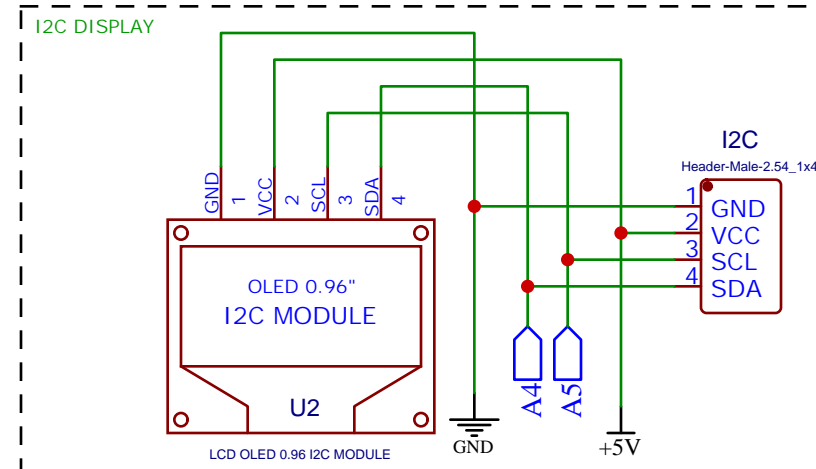 I2C DISPLAY
GND
1
VCC
2
SCL
3
SDA
4
OLED 0.96"
I2C MODULE
U2
LCD OLED 0.96 I2C MODULE
GND
A4
A5
+5V
I2C
Header-Male-2.54_1x4
1 GND
2 VCC
3 SCL
4 SDA